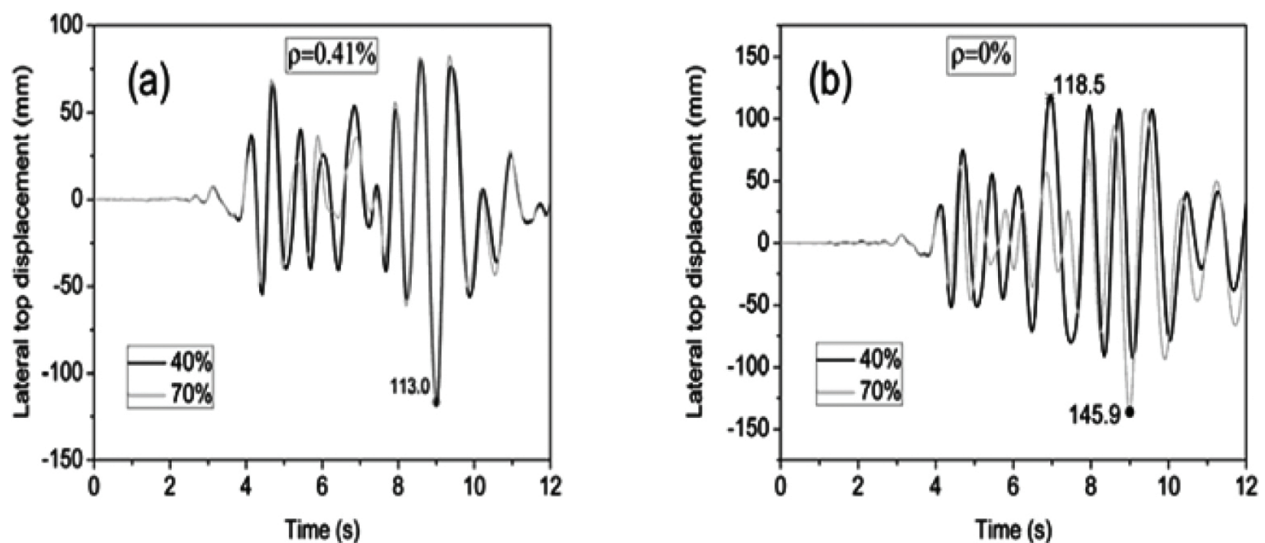 100
50
0
-50
-100
-150
Lateral top displacement (mm)
(a)
ρ=0.41%
40%
70%
113.0
0 2 4 6 8 10 12
Time (s)
150
100
50
0
-50
-100
-150
Lateral top displacement (mm)
ρ=0%
(b)
118.5
40%
70%
145.9
0 2 4 6 8 10 12
Time (s)